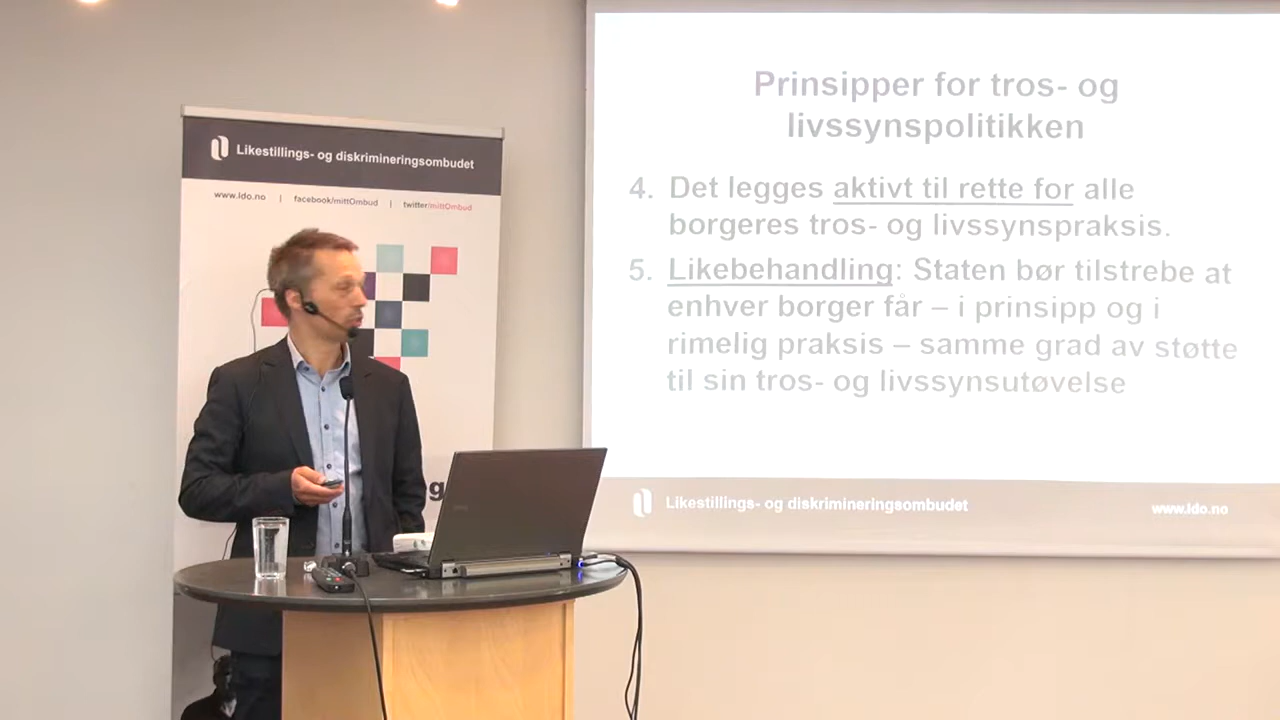 Likestillings- og diskrimineringsombudet
www.ldo.no | facebook/mittOmbud | twitter/mittOmbud
Prinsipper for tros- og
livssynspolitikken
4. Det legges aktivt til rette for alle
borgeres tros- og livssynspraksis.
5. Likebehandling: Staten bør tilstrebe at
enhver borger får – i prinsipp og i
rimelig praksis – samme grad av støtte
til sin tros- og livssynsutøvelse
Likestillings- og diskrimineringsombudet
www.ldo.no